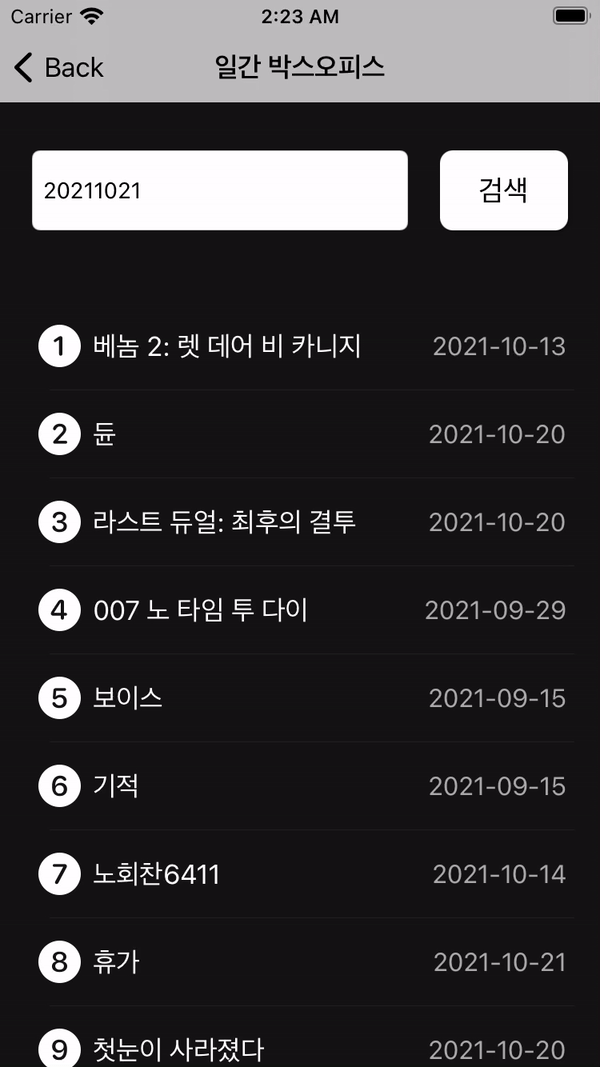 Carrier 2:23 AM
Back 일간 박스오피스
20211021 검색
1 베놈 2: 렛 데어 비 카니지 2021-10-13
2 듄 2021-10-20
3 라스트 듀얼: 최후의 결투 2021-10-20
4 007 노 타임 투 다이 2021-09-29
5 보이스 2021-09-15
6 기적 2021-09-15
7 노회찬6411 2021-10-14
8 휴가 2021-10-21
9 첫눈이 사라졌다 2021-10-20